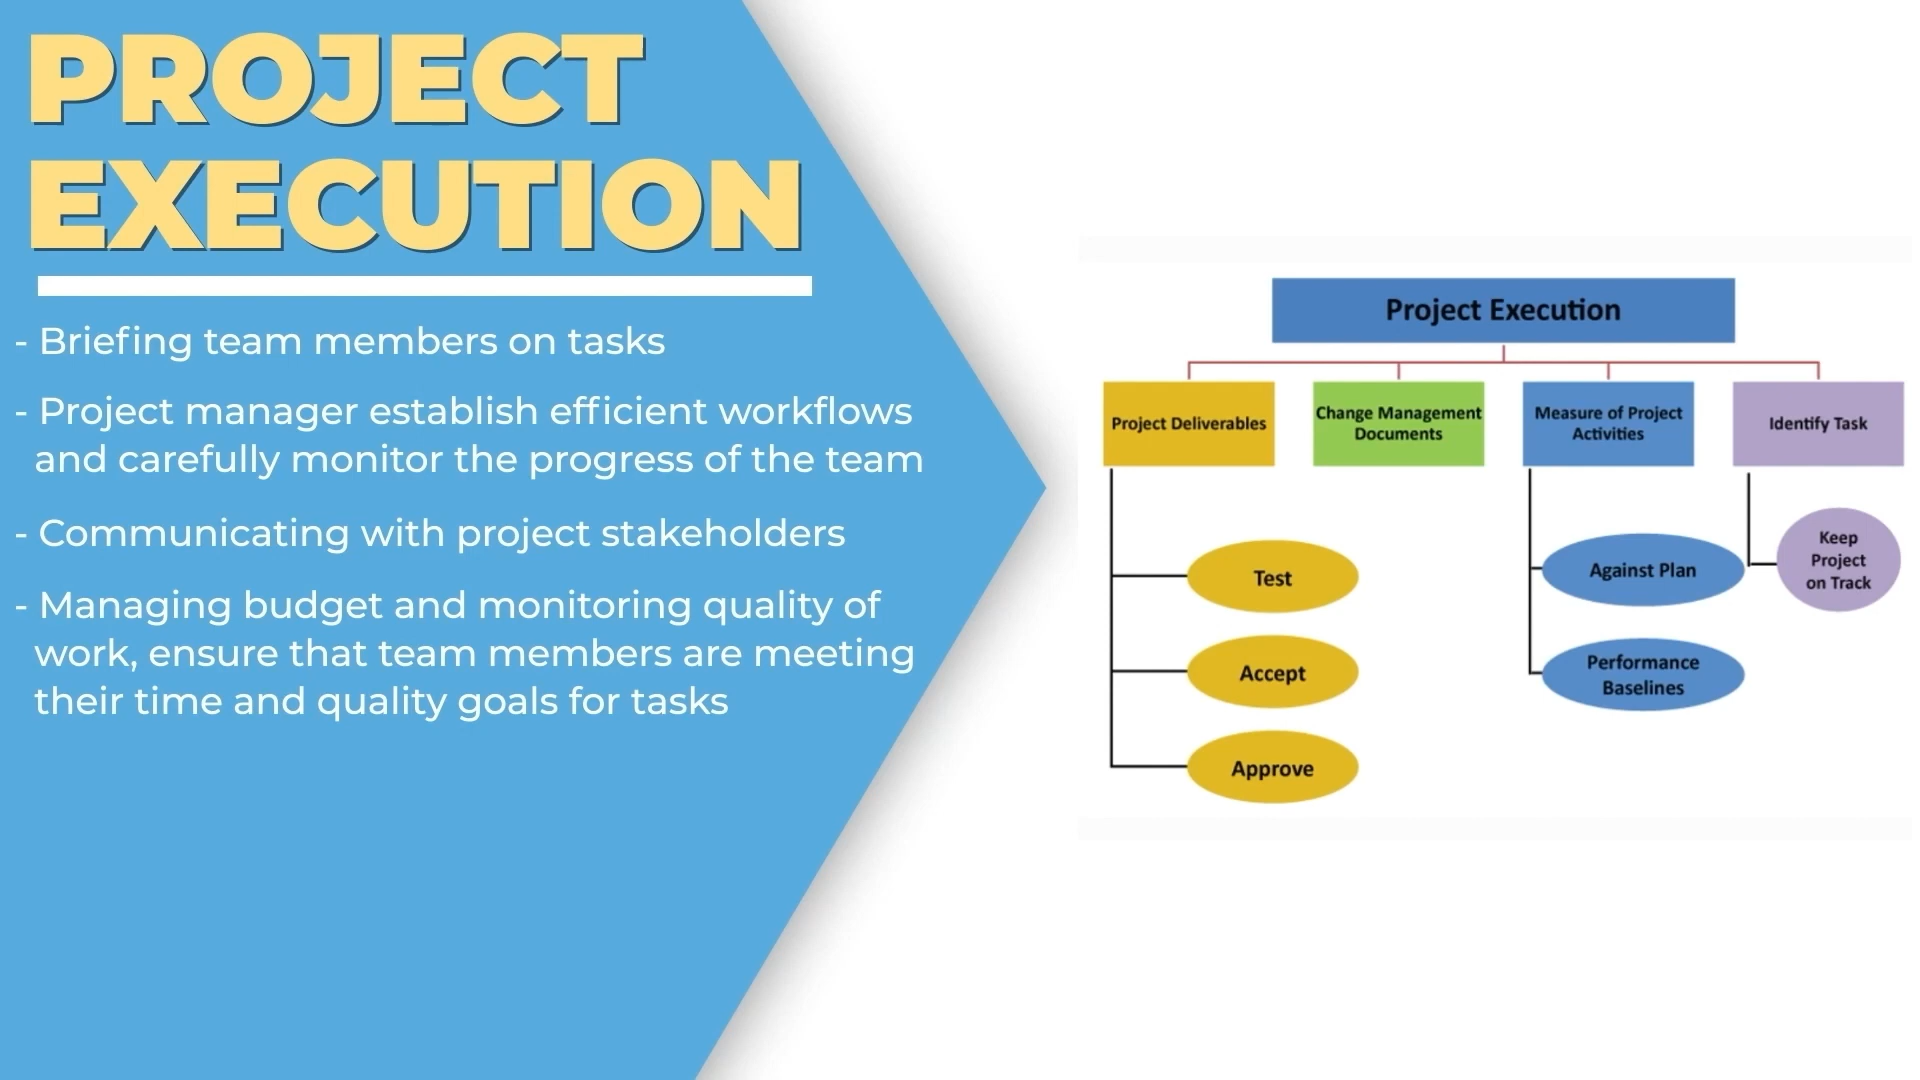 PROJECT
EXECUTION
- Briefing team members on tasks
- Project manager establish efficient workflows
and carefully monitor the progress of the team
- Communicating with project stakeholders
- Managing budget and monitoring quality of
work, ensure that team members are meeting
their time and quality goals for tasks
Project Execution
Project Deliverables
Change Management
Documents
Measure of Project
Activities
Identify Task
Test
Accept
Approve
Against Plan
Performance
Baselines
Keep
Project
on Track